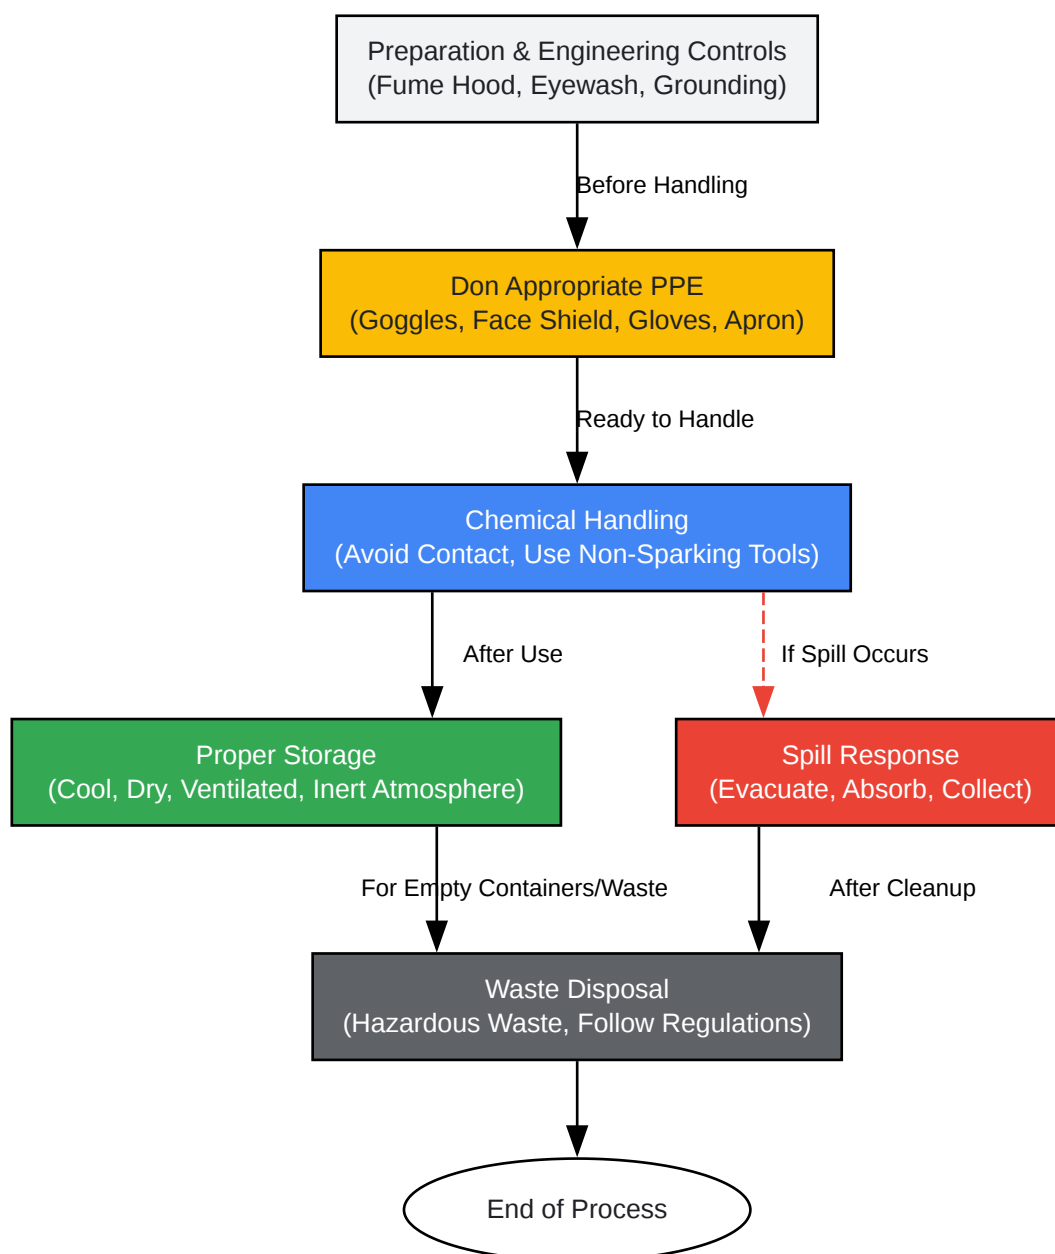 Preparation & Engineering Controls
(Fume Hood, Eyewash, Grounding)
Before Handling
Don Appropriate PPE
(Goggles, Face Shield, Gloves, Apron)
Ready to Handle
Chemical Handling
(Avoid Contact, Use Non-Sparking Tools)
After Use
If Spill Occurs
Proper Storage
(Cool, Dry, Ventilated, Inert Atmosphere)
Spill Response
(Evacuate, Absorb, Collect)
For Empty Containers/Waste
After Cleanup
Waste Disposal
(Hazardous Waste, Follow Regulations)
End of Process